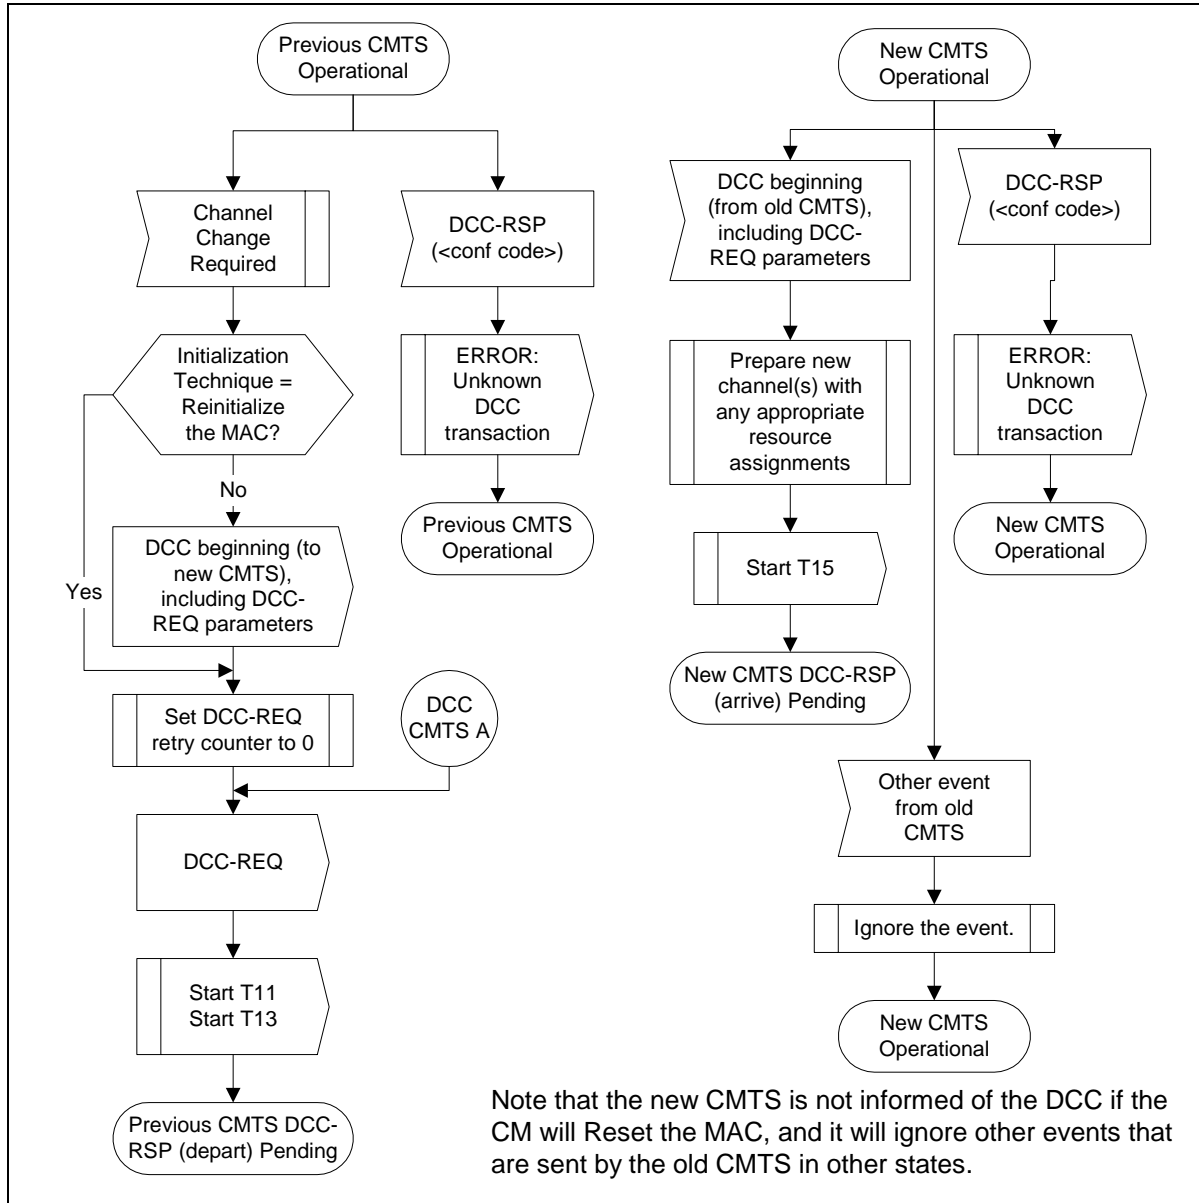 Previous CMTS
Operational
Channel
Change
Required
DCC-RSP
(<conf code>)
Initialization
Technique =
Reinitialize
the MAC?
ERROR:
Unknown
DCC
transaction
No
Yes
Previous CMTS
Operational
DCC beginning (to
new CMTS),
including DCC-
REQ parameters
Set DCC-REQ
retry counter to 0
DCC
CMTS A
DCC-REQ
Start T11
Start T13
Previous CMTS DCC-
RSP (depart) Pending
New CMTS
Operational
DCC beginning
(from old CMTS),
including DCC-
REQ parameters
DCC-RSP
(<conf code>)
Prepare new
channel(s) with
any appropriate
resource
assignments
ERROR:
Unknown
DCC
transaction
Start T15
New CMTS
Operational
New CMTS DCC-RSP
(arrive) Pending
Other event
from old
CMTS
Ignore the event.
New CMTS
Operational
Note that the new CMTS is not informed of the DCC if the
CM will Reset the MAC, and it will ignore other events that
are sent by the old CMTS in other states.